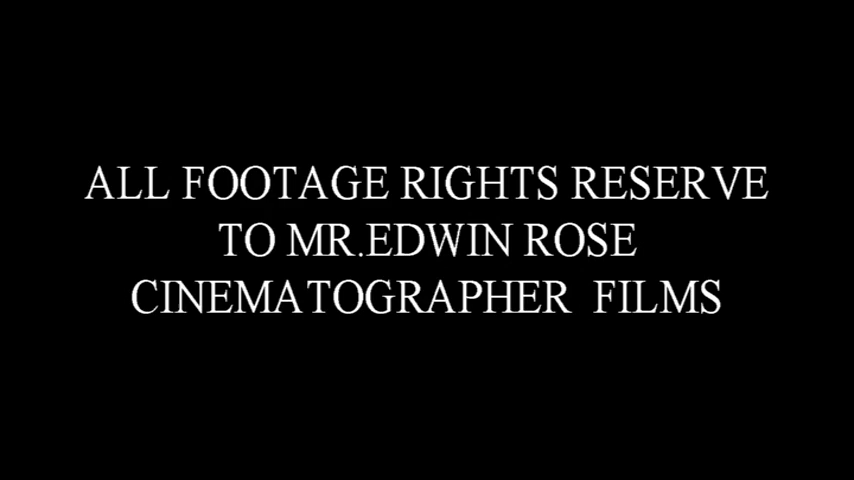 ALL FOOTAGE RIGHTS RESERVE
TO MR.EDWIN ROSE
CINEMATOGRAPHER FILMS